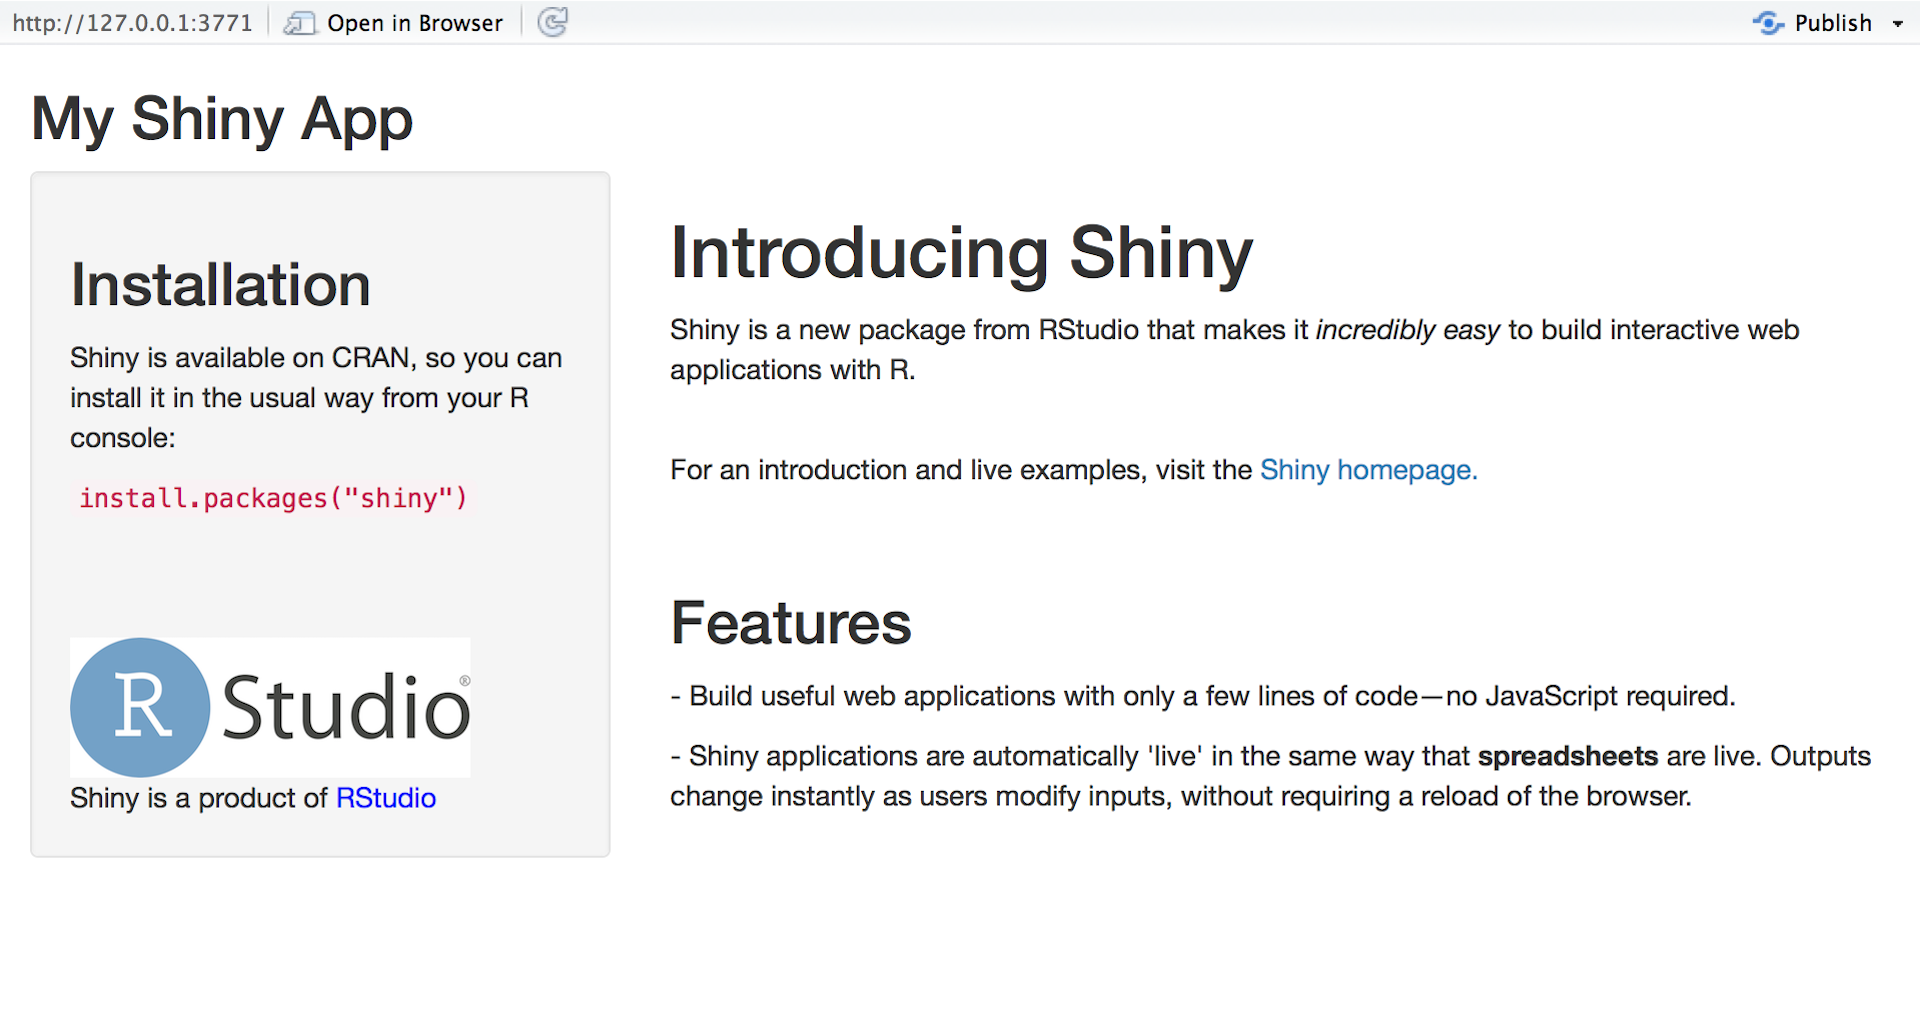 http://127.0.0.1:3771 Open in Browser Publish
My Shiny App
Installation
Shiny is available on CRAN, so you can
install it in the usual way from your R
console:
install.packages("shiny")
R Studio®
Shiny is a product of RStudio
Introducing Shiny
Shiny is a new package from RStudio that makes it incredibly easy to build interactive web
applications with R.
For an introduction and live examples, visit the Shiny homepage.
Features
- Build useful web applications with only a few lines of code—no JavaScript required.
- Shiny applications are automatically 'live' in the same way that spreadsheets are live. Outputs
change instantly as users modify inputs, without requiring a reload of the browser.